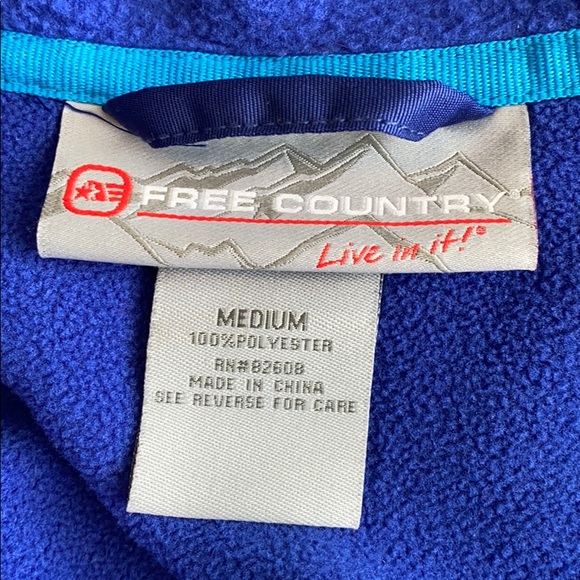 FREE COUNTRY
Live in it!®
MEDIUM
100%POLYESTER
RN#82608
MADE IN CHINA
SEE REVERSE FOR CARE